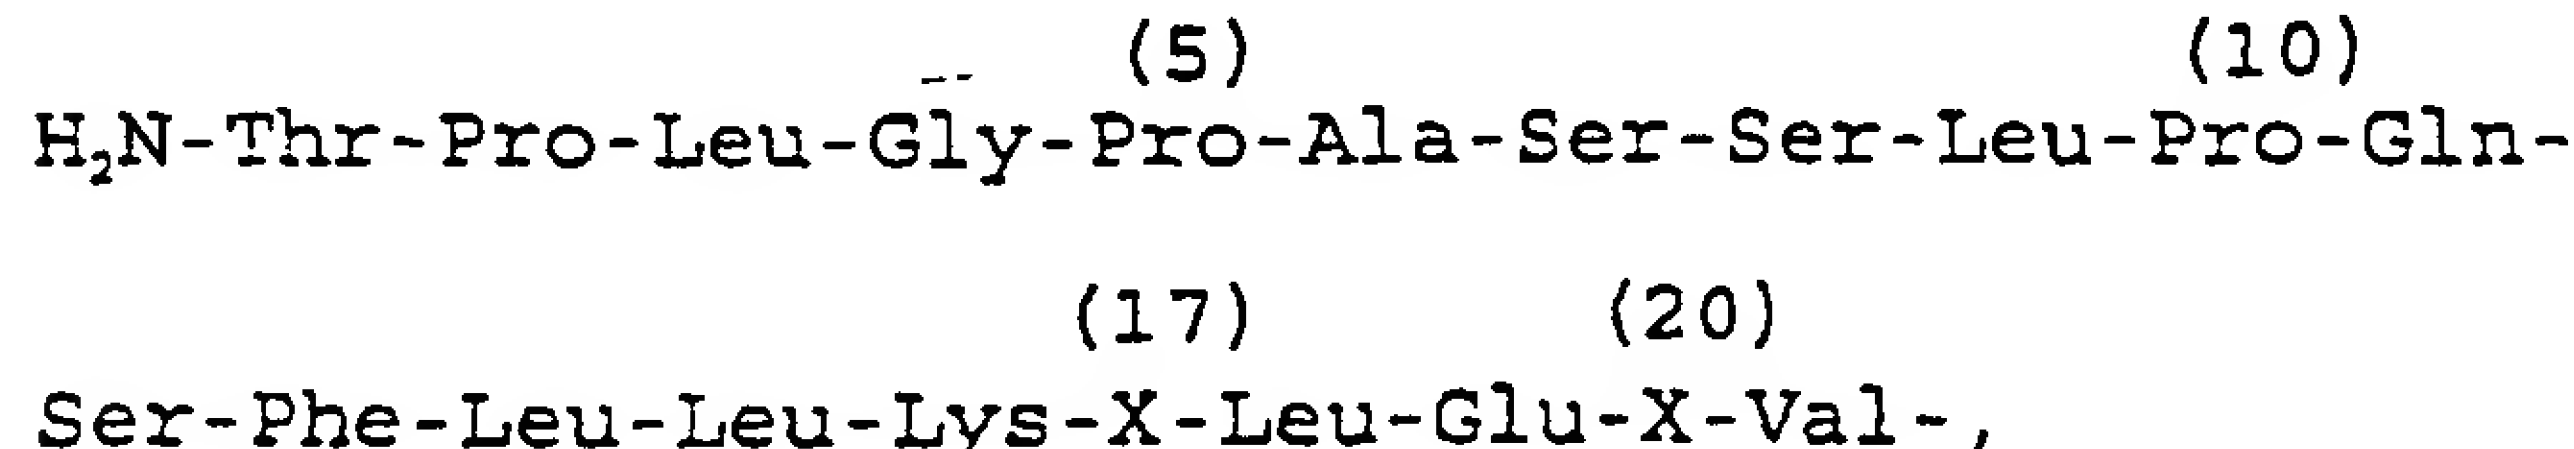 (5) (10)
H₂N-Thr-Pro-Leu-Gly-Pro-Ala-Ser-Ser-Leu-Pro-Gln-
(17) (20)
Ser-Phe-Leu-Leu-Lys-X-Leu-Glu-X-Val-,